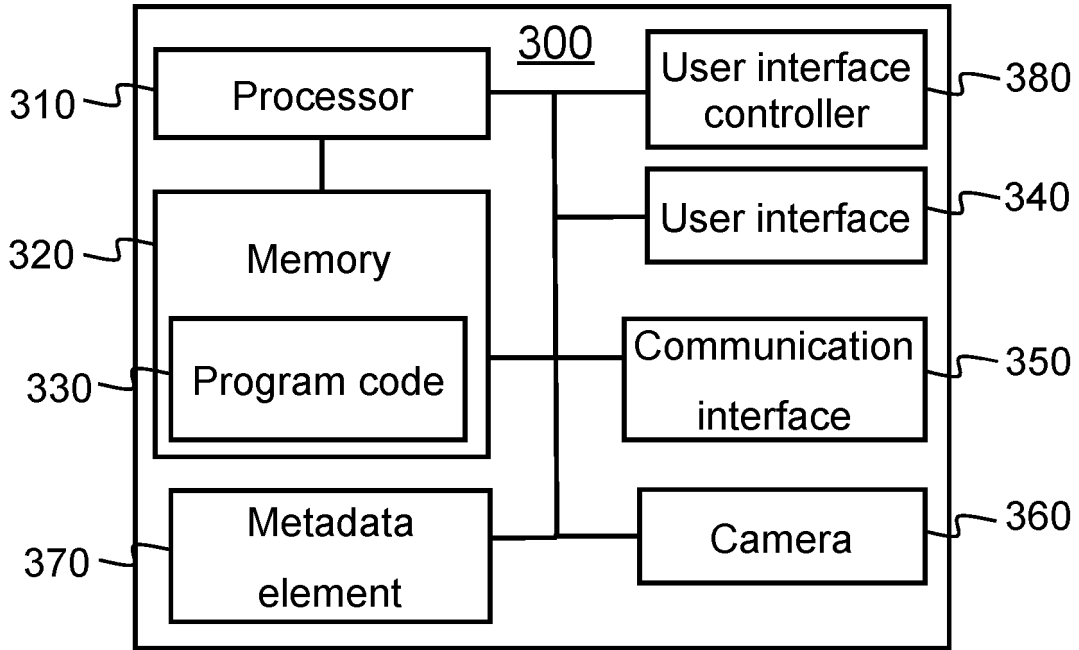 300
310
Processor
User interface
controller
380
User interface
340
320
Memory
330
Program code
Communication
interface
350
370
Metadata
element
Camera
360